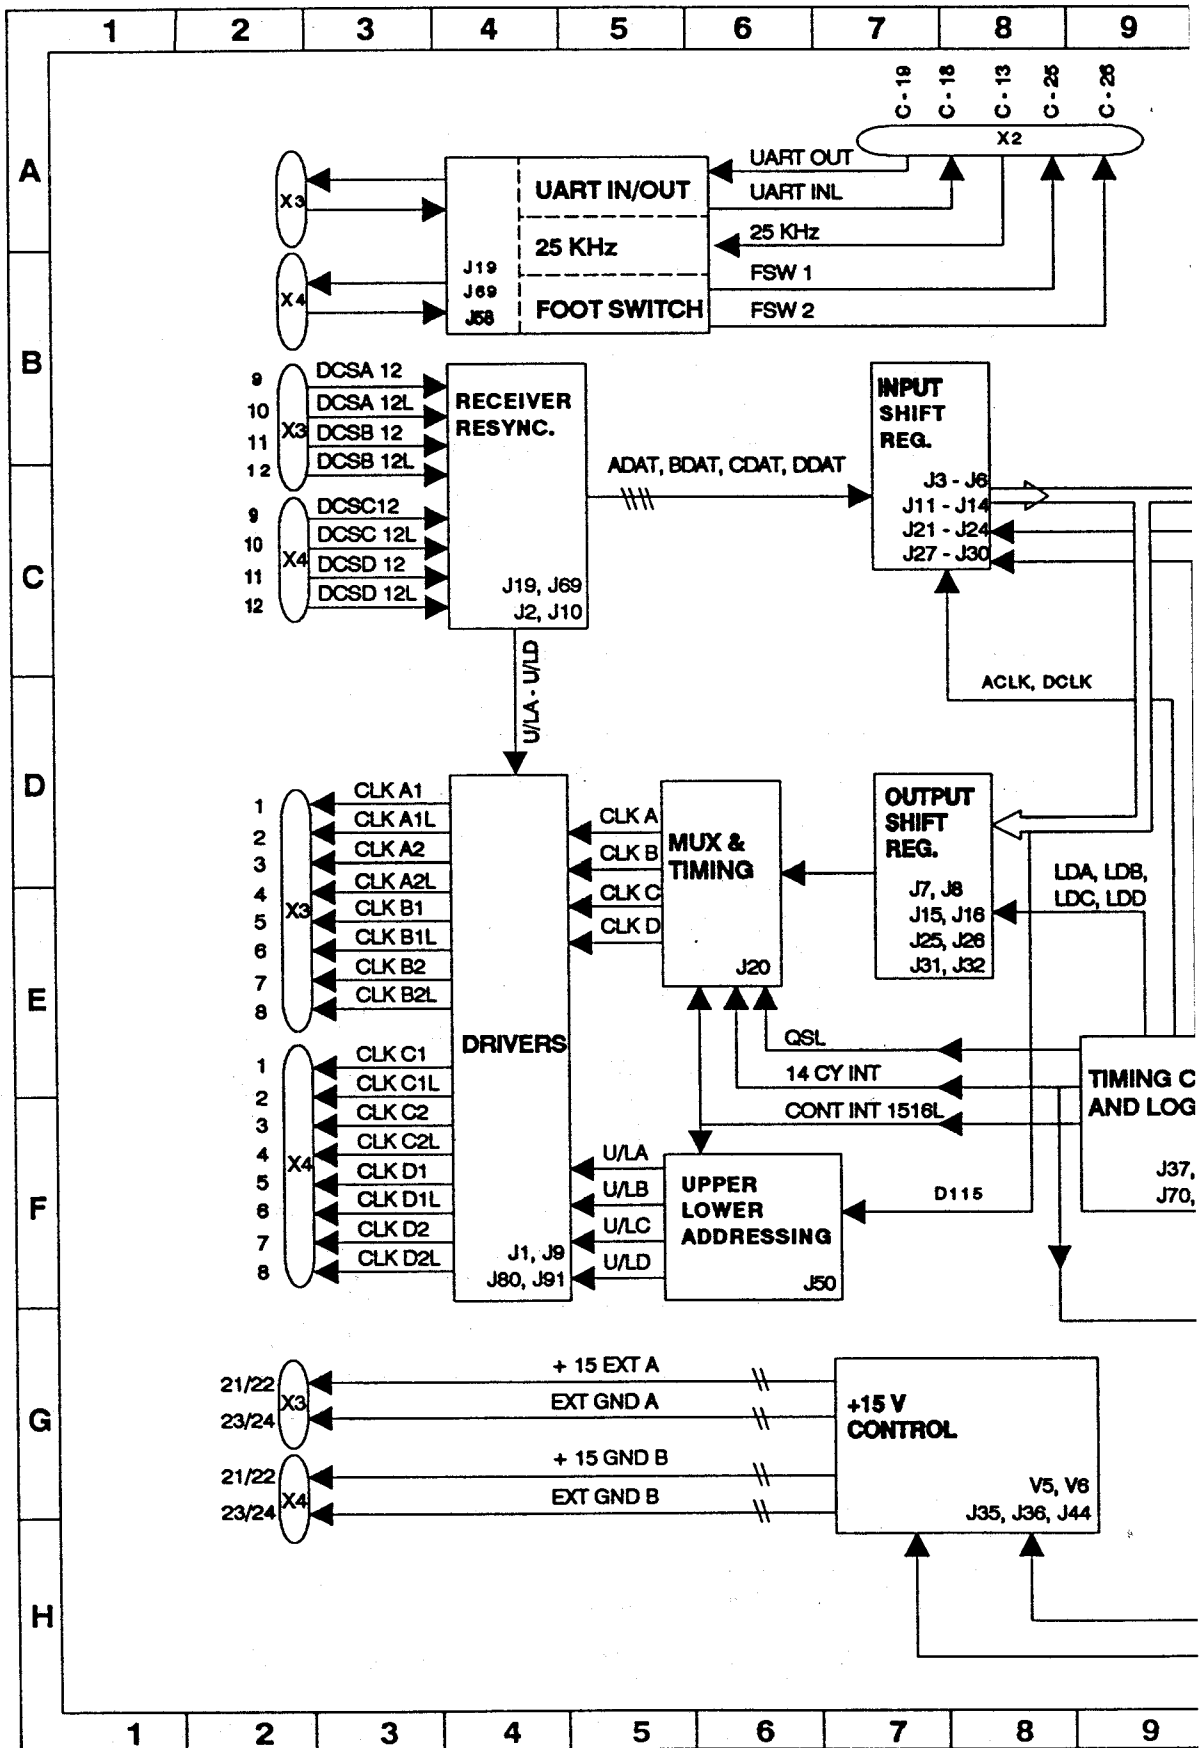 1 2 3 4 5 6 7 8 9
C - 19
C - 18
C - 13
C - 25
C - 26
X2
A
X3
UART IN/OUT
UART OUT
UART INL
25 KHz
25 KHz
X4
J19
J69
J58
FOOT SWITCH
FSW 1
FSW 2
B
9 DCSA 12
10 DCSA 12L
X3
11 DCSB 12
12 DCSB 12L
RECEIVER
RESYNC.
ADAT, BDAT, CDAT, DDAT
INPUT
SHIFT
REG.
J3 - J6
J11 - J14
J21 - J24
J27 - J30
C
9 DCSC12
10 DCSC 12L
X4
11 DCSD 12
12 DCSD 12L
J19, J69
J2, J10
U/LA - U/LD
ACLK, DCLK
D
1 CLK A1
2 CLK A1L
3 CLK A2
4 CLK A2L
X3
5 CLK B1
6 CLK B1L
7 CLK B2
8 CLK B2L
CLK A
CLK B
CLK C
CLK D
MUX &
TIMING
J20
OUTPUT
SHIFT
REG.
J7, J8
J15, J16
J25, J26
J31, J32
LDA, LDB,
LDC, LDD
E
DRIVERS
QSL
14 CY INT
CONT INT 1516L
TIMING C
AND LOG
J37,
J70,
1 CLK C1
2 CLK C1L
3 CLK C2
4 CLK C2L
X4
5 CLK D1
6 CLK D1L
7 CLK D2
8 CLK D2L
F
J1, J9
J80, J91
U/LA
U/LB
U/LC
U/LD
UPPER
LOWER
ADDRESSING
J50
D115
G
21/22 + 15 EXT A
X3
23/24 EXT GND A
21/22 + 15 GND B
X4
23/24 EXT GND B
+15 V
CONTROL
V5, V6
J35, J36, J44
H
1 2 3 4 5 6 7 8 9